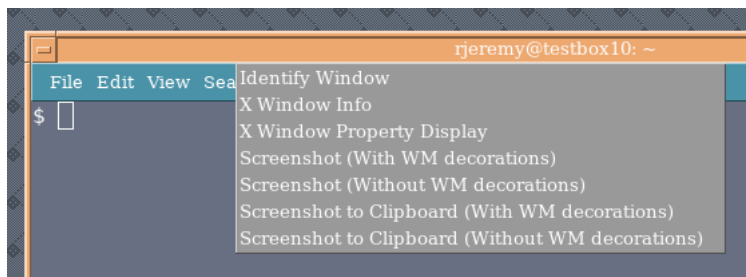 rjeremy@testbox10: ~
File Edit View Sea
Identify Window
X Window Info
X Window Property Display
Screenshot (With WM decorations)
Screenshot (Without WM decorations)
Screenshot to Clipboard (With WM decorations)
Screenshot to Clipboard (Without WM decorations)
$